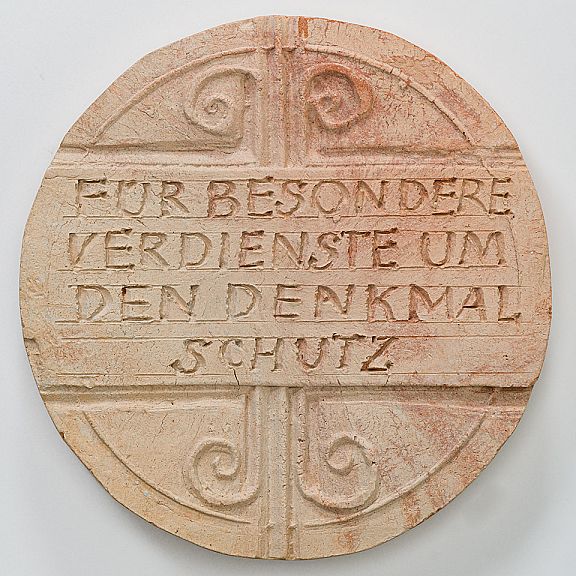 FÜR BESONDERE
VERDIENSTE UM
DEN DENKMAL
SCHUTZ